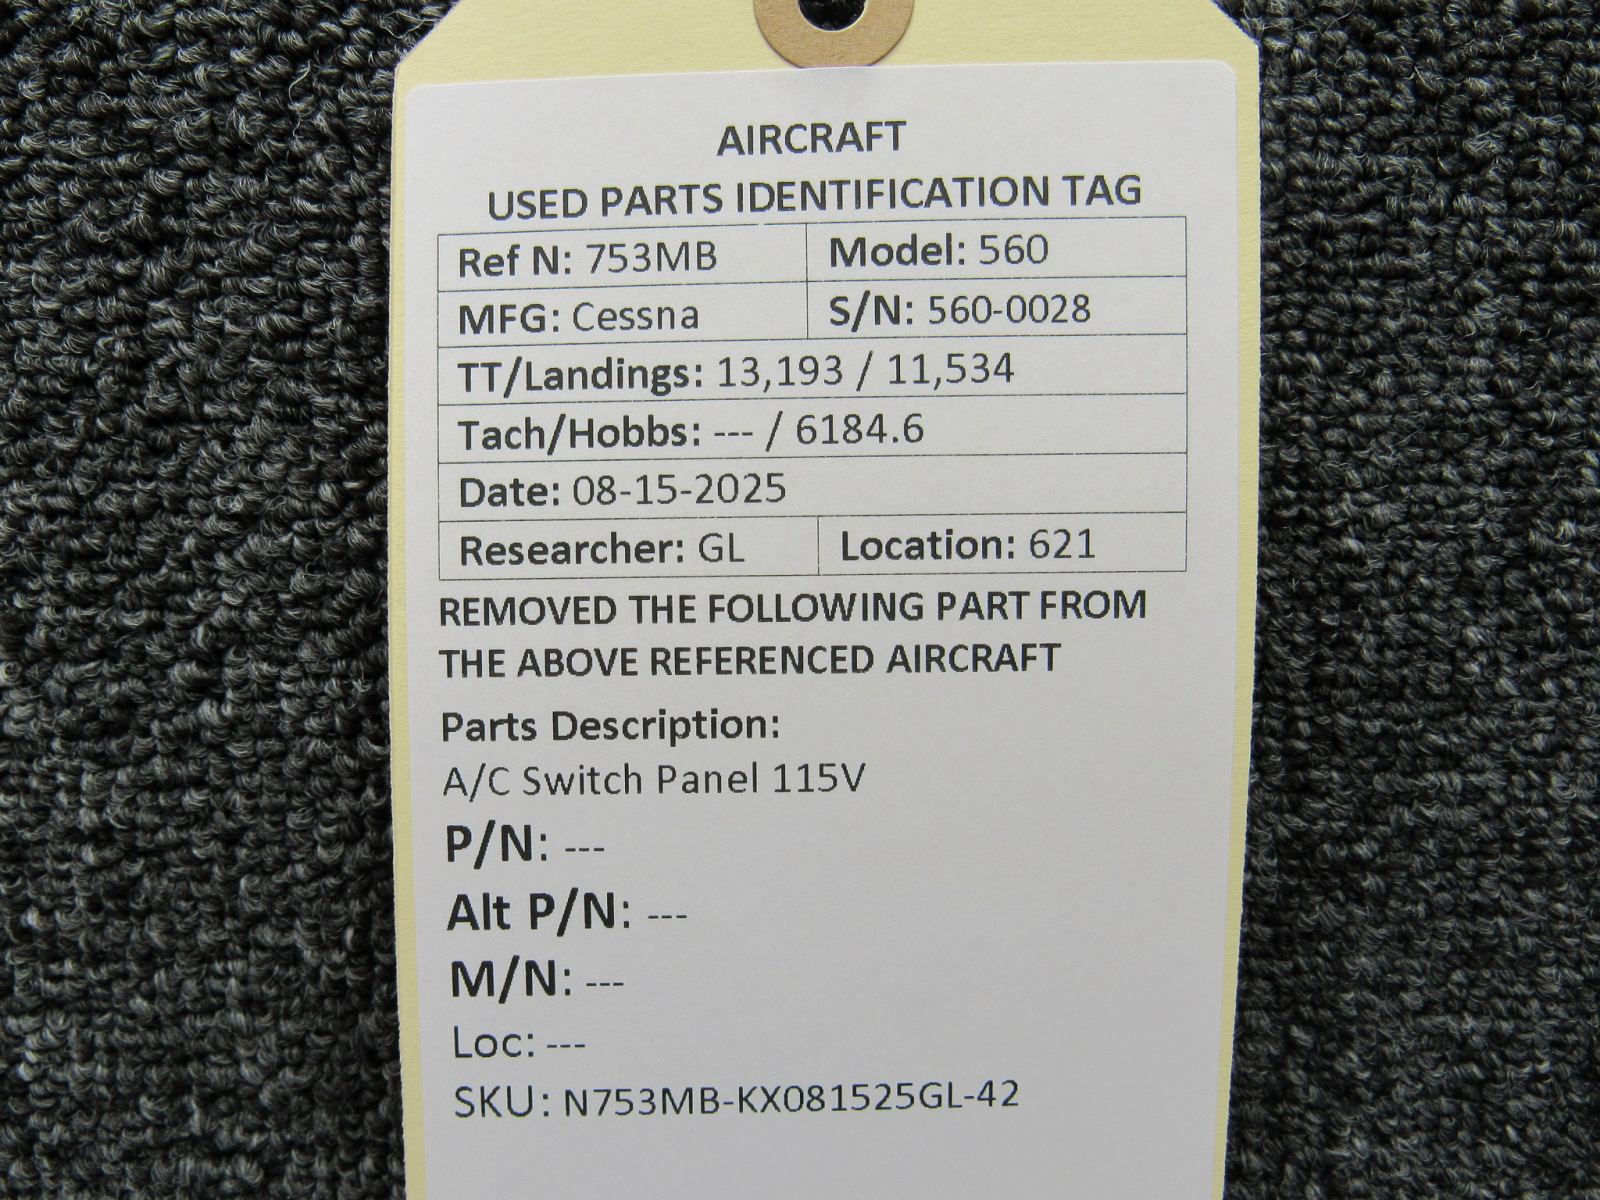 AIRCRAFT
USED PARTS IDENTIFICATION TAG
Ref N: 753MB Model: 560
MFG: Cessna S/N: 560-0028
TT/Landings: 13,193 / 11,534
Tach/Hobbs: --- / 6184.6
Date: 08-15-2025
Researcher: GL Location: 621
REMOVED THE FOLLOWING PART FROM
THE ABOVE REFERENCED AIRCRAFT
Parts Description:
A/C Switch Panel 115V
P/N: ---
Alt P/N: ---
M/N: ---
Loc: ---
SKU: N753MB-KX081525GL-42